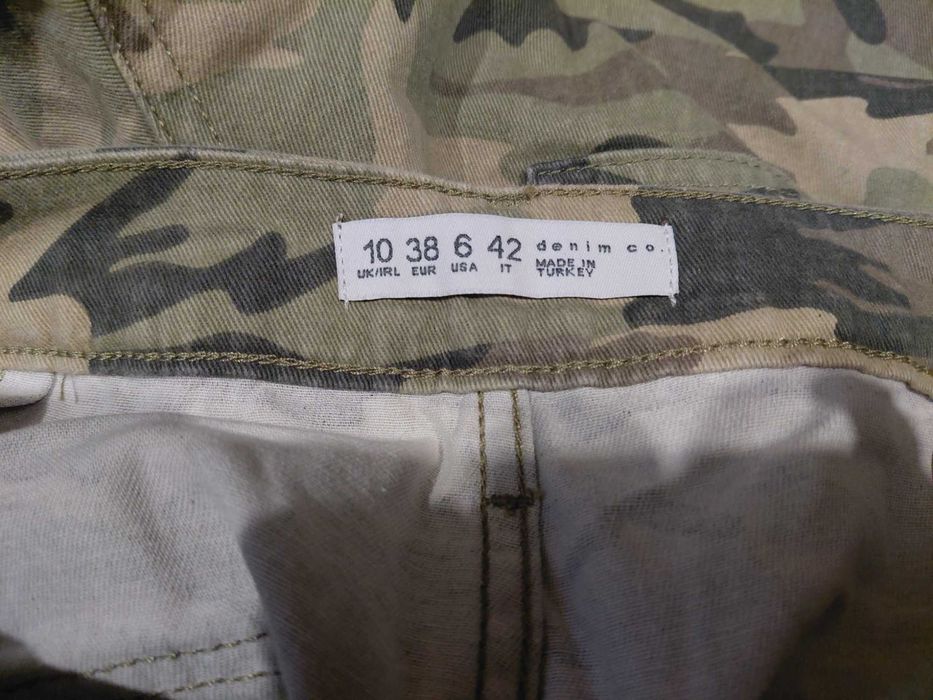 10 38 6 42 denim co.
UK/IRL EUR USA IT MADE IN
TURKEY